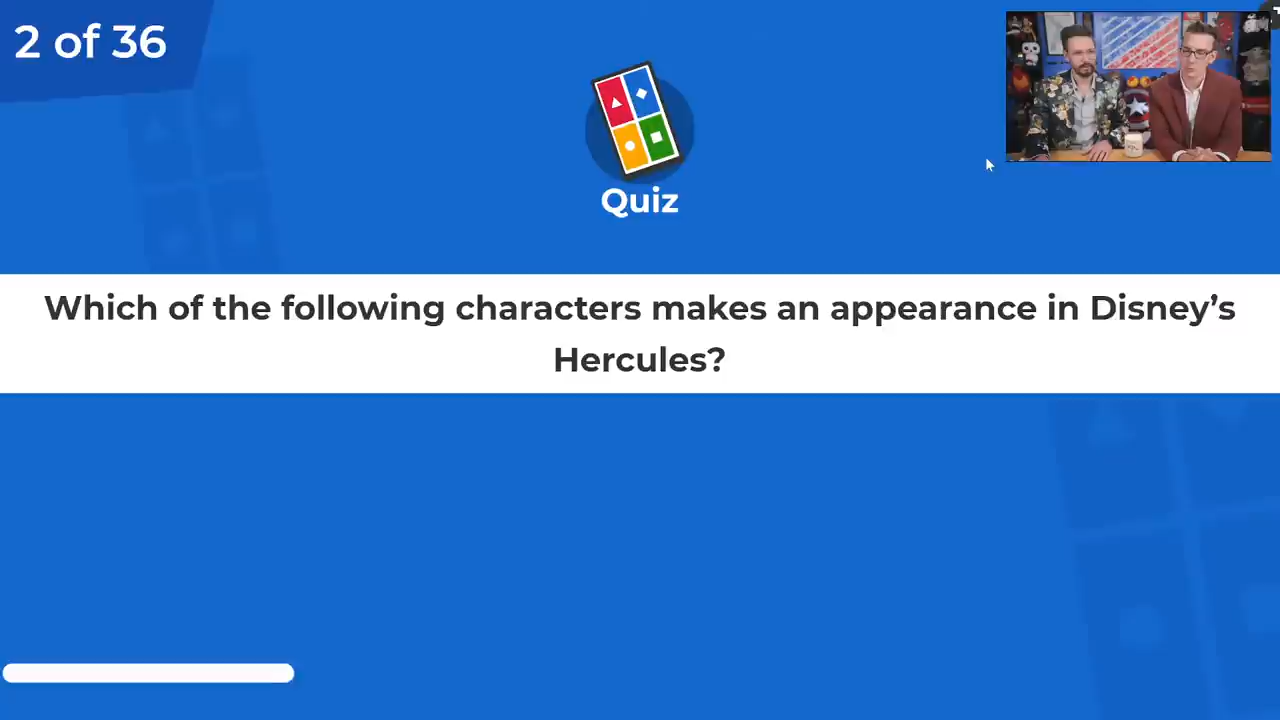 2 of 36
Quiz
Which of the following characters makes an appearance in Disney’s
Hercules?